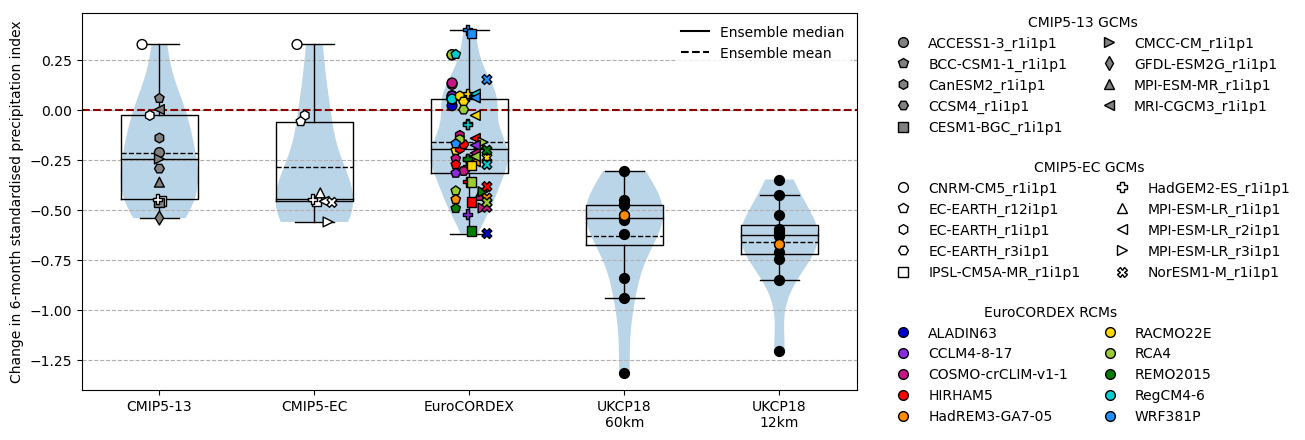 Change in 6-month standardised precipitation index
0.25
0.00
−0.25
−0.50
−0.75
−1.00
−1.25
Ensemble median
Ensemble mean
CMIP5-13
CMIP5-EC
EuroCORDEX
UKCP18
60km
UKCP18
12km
CMIP5-13 GCMs
ACCESS1-3_r1i1p1
BCC-CSM1-1_r1i1p1
CanESM2_r1i1p1
CCSM4_r1i1p1
CESM1-BGC_r1i1p1
CMCC-CM_r1i1p1
GFDL-ESM2G_r1i1p1
MPI-ESM-MR_r1i1p1
MRI-CGCM3_r1i1p1
CMIP5-EC GCMs
CNRM-CM5_r1i1p1
EC-EARTH_r12i1p1
EC-EARTH_r1i1p1
EC-EARTH_r3i1p1
IPSL-CM5A-MR_r1i1p1
HadGEM2-ES_r1i1p1
MPI-ESM-LR_r1i1p1
MPI-ESM-LR_r2i1p1
MPI-ESM-LR_r3i1p1
NorESM1-M_r1i1p1
EuroCORDEX RCMs
ALADIN63
CCLM4-8-17
COSMO-crCLIM-v1-1
HIRHAM5
HadREM3-GA7-05
RACMO22E
RCA4
REMO2015
RegCM4-6
WRF381P